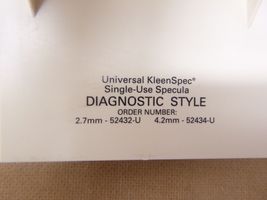 Universal KleenSpec®
Single-Use Specula
DIAGNOSTIC STYLE
ORDER NUMBER:
2.7mm - 52432-U 4.2mm - 52434-U